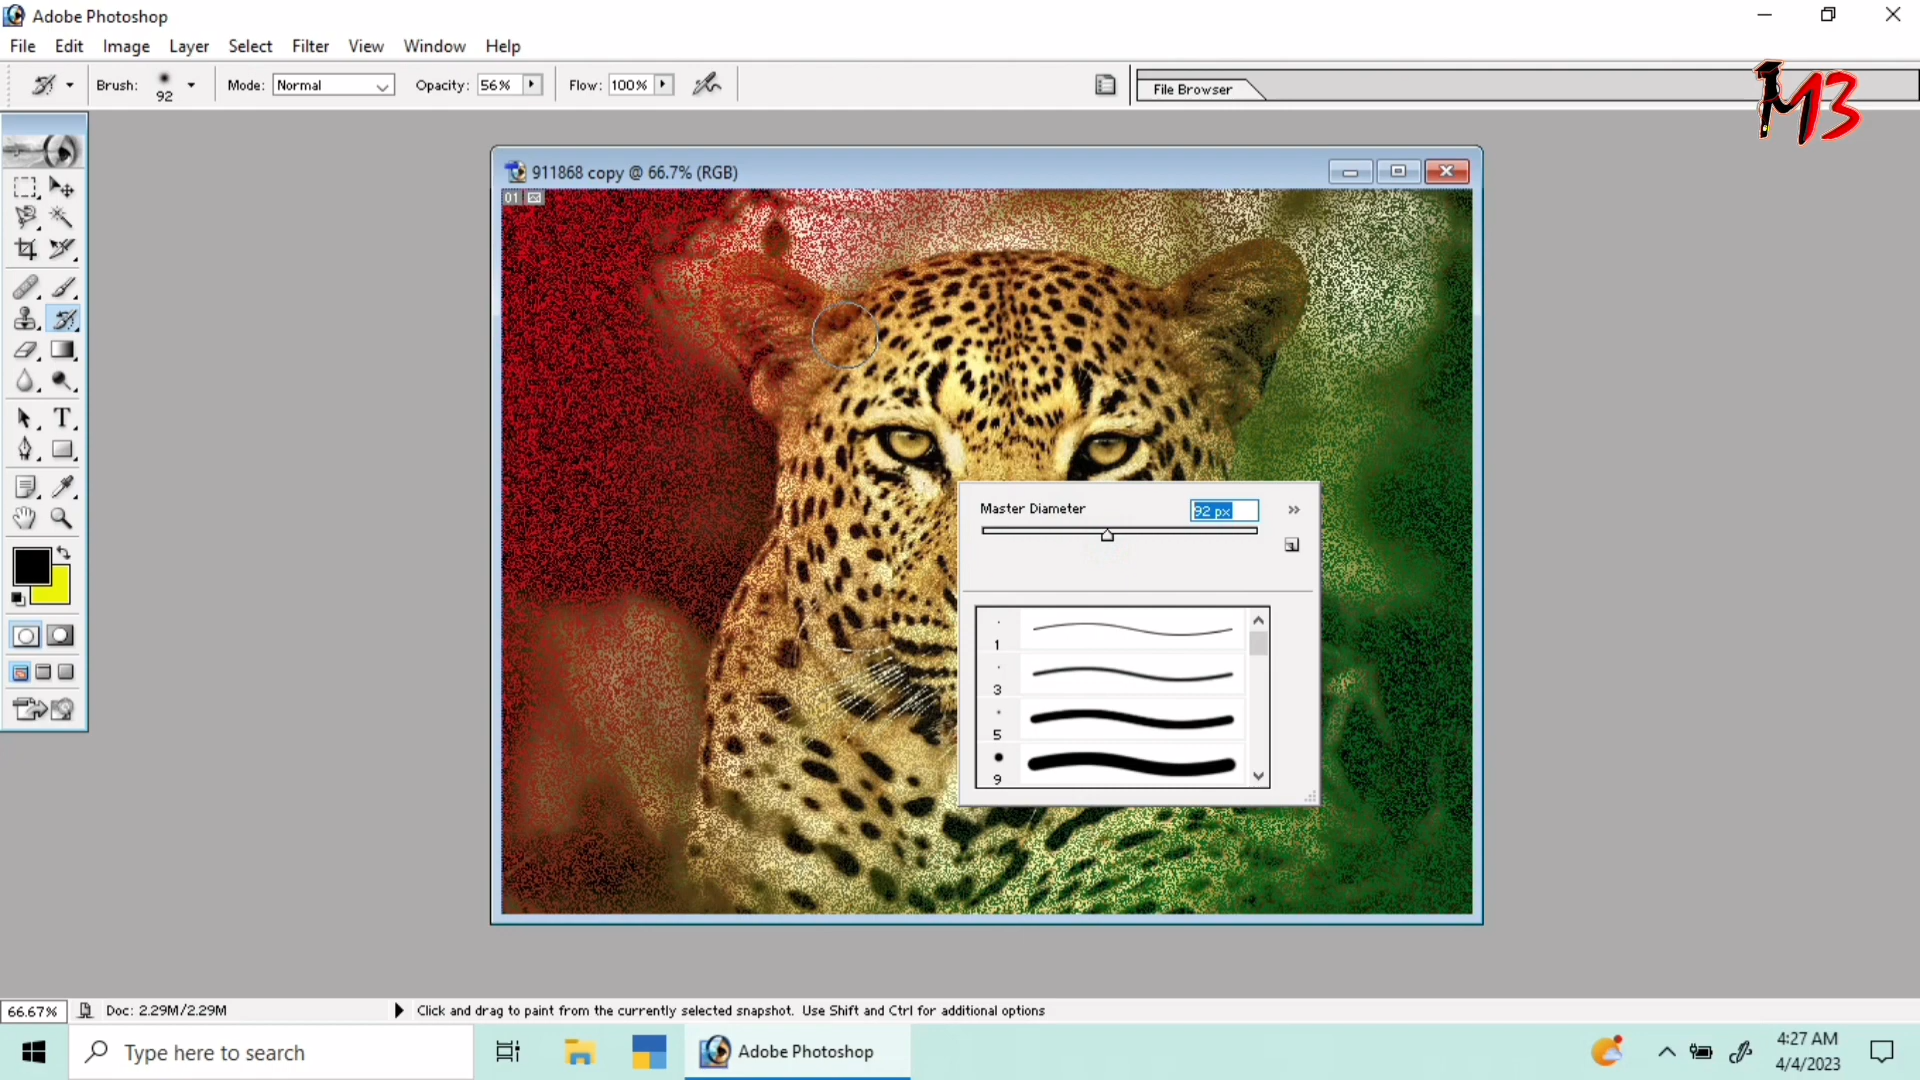 Adobe Photoshop
File Edit Image Layer Select Filter View Window Help
Brush: 92 Mode: Normal Opacity: 56% Flow: 100%
File Browser
M3
911868 copy @ 66.7% (RGB)
01
Master Diameter 92 px
1
3
5
9
T
66.67% Doc: 2.29M/2.29M Click and drag to paint from the currently selected snapshot. Use Shift and Ctrl for additional options
Type here to search
Adobe Photoshop
4:27 AM
4/4/2023